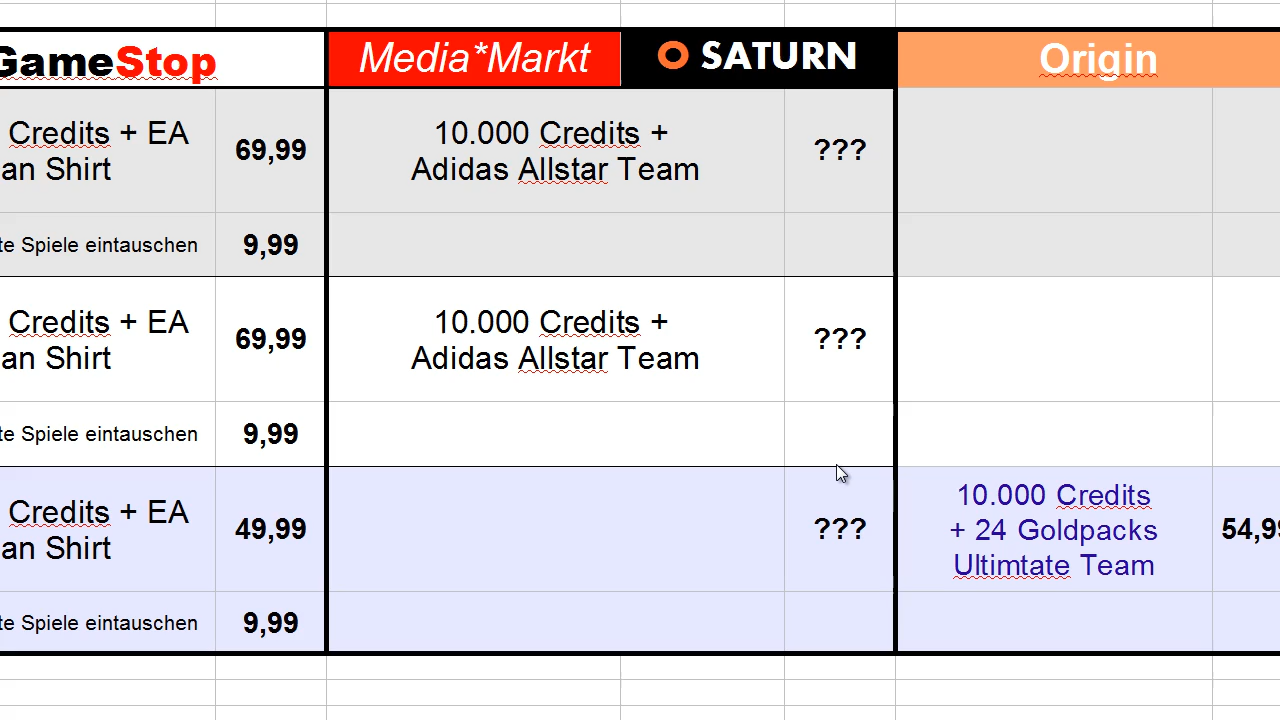 GameStop
Media*Markt
SATURN
Origin
Credits + EA
an Shirt
69,99
10.000 Credits +
Adidas Allstar Team
???
te Spiele eintauschen
9,99
Credits + EA
an Shirt
69,99
10.000 Credits +
Adidas Allstar Team
???
te Spiele eintauschen
9,99
Credits + EA
an Shirt
49,99
???
10.000 Credits
+ 24 Goldpacks
Ultimtate Team
54,99
te Spiele eintauschen
9,99